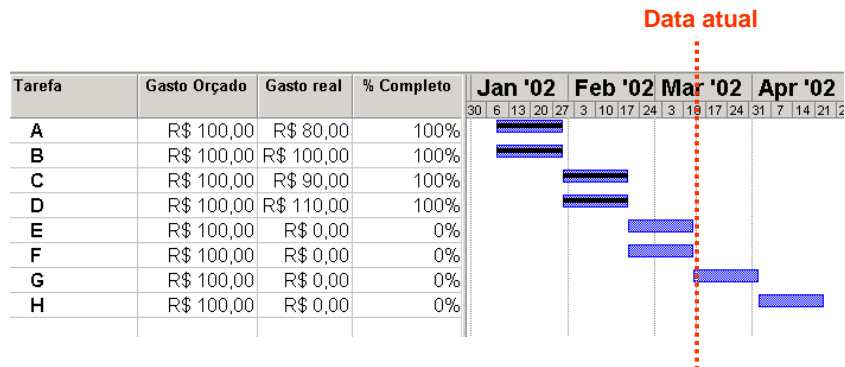 Data atual
Tarefa Gasto Orçado Gasto real % Completo Jan '02 Feb '02 Mar '02 Apr '02
30 6 13 20 27 3 10 17 24 3 10 17 24 31 7 14 21 2
A R$ 100,00 R$ 80,00 100%
B R$ 100,00 R$ 100,00 100%
C R$ 100,00 R$ 90,00 100%
D R$ 100,00 R$ 110,00 100%
E R$ 100,00 R$ 0,00 0%
F R$ 100,00 R$ 0,00 0%
G R$ 100,00 R$ 0,00 0%
H R$ 100,00 R$ 0,00 0%